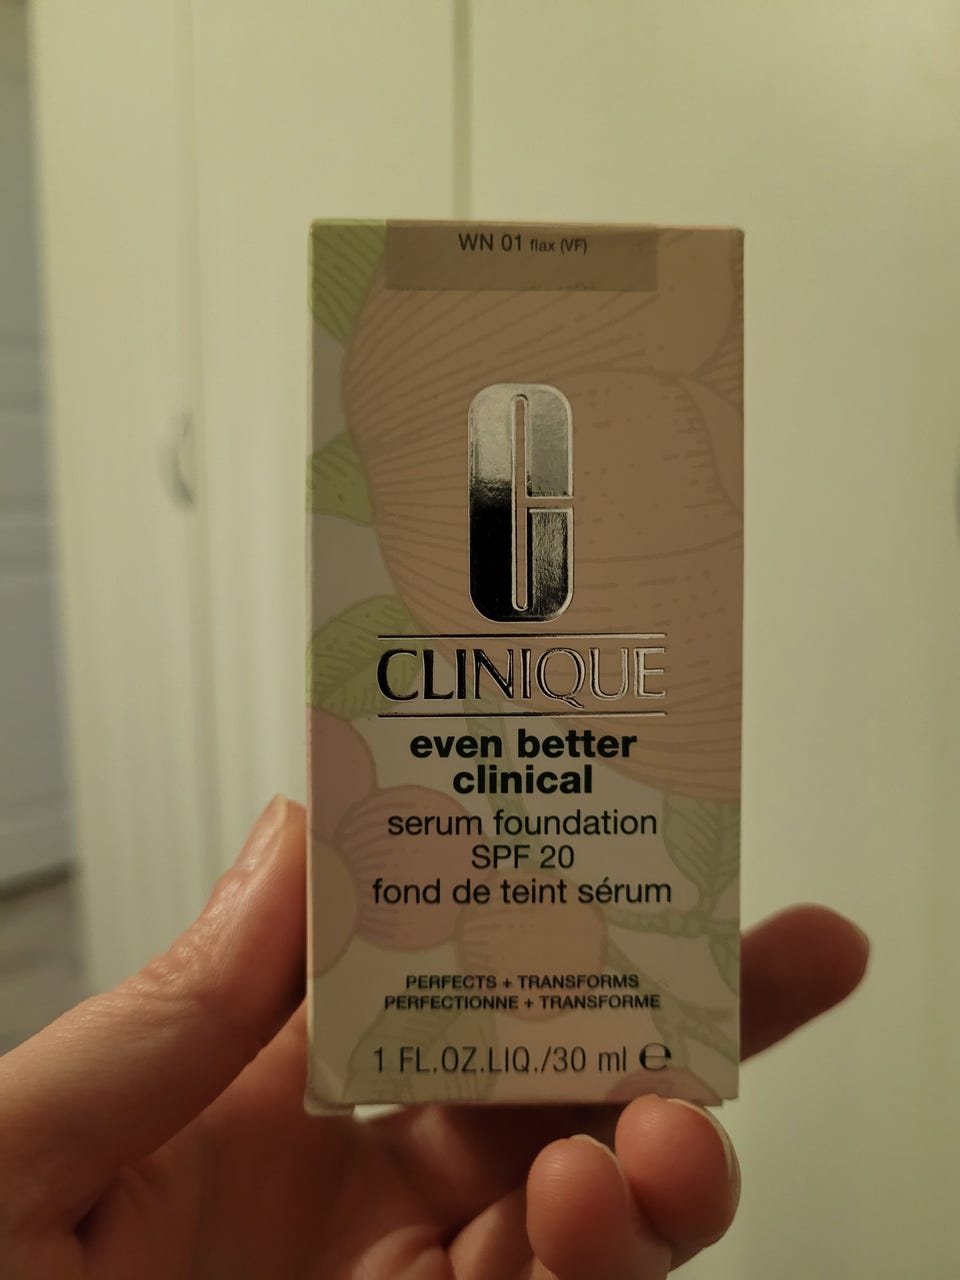 WN 01 flax (VF)
CLINIQUE
even better
clinical
serum foundation
SPF 20
fond de teint sérum
PERFECTS + TRANSFORMS
PERFECTIONNE + TRANSFORME
1 FL.OZ.LIQ./30 ml ℮